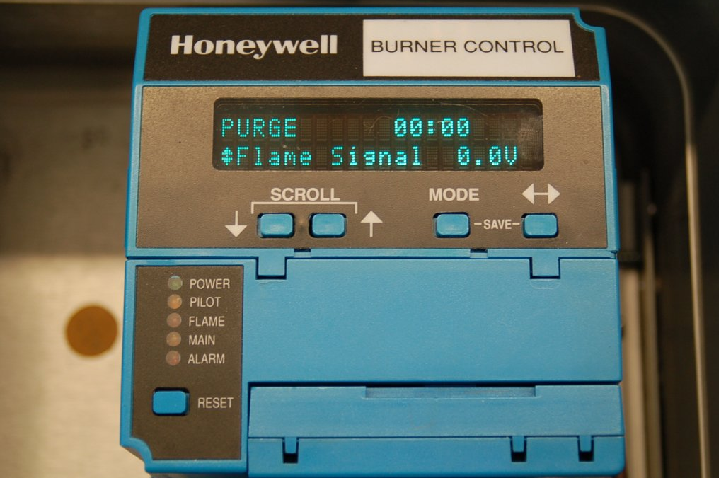 Honeywell BURNER CONTROL
PURGE 00:00
⇕Flame Signal 0.0V
SCROLL MODE ↔
↓ ↑ -SAVE-
POWER
PILOT
FLAME
MAIN
ALARM
RESET